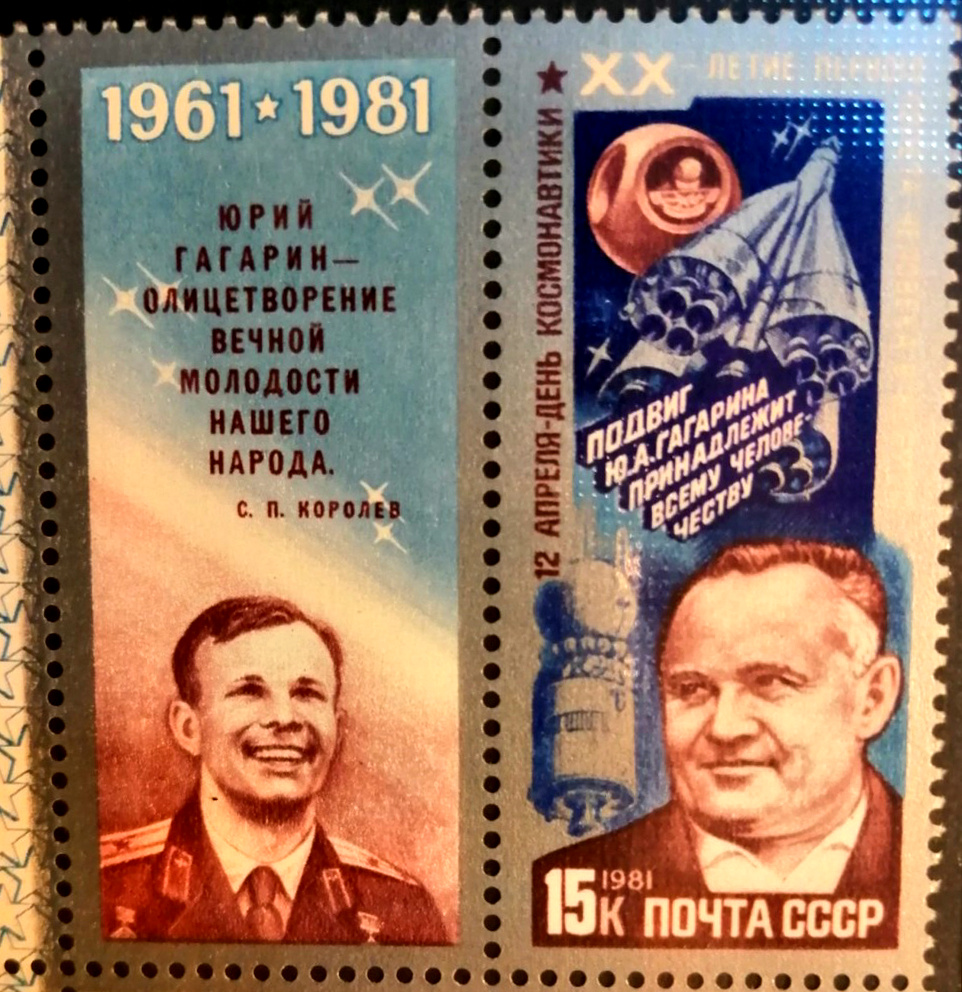 1961 ★ 1981
ЮРИЙ
ГАГАРИН—
ОЛИЦЕТВОРЕНИЕ
ВЕЧНОЙ
МОЛОДОСТИ
НАШЕГО
НАРОДА.
С. П. КОРОЛЕВ
12 АПРЕЛЯ-ДЕНЬ КОСМОНАВТИКИ ★
XX-ЛЕТИЕ
ПОДВИГ
Ю.А.ГАГАРИНА
ПРИНАДЛЕЖИТ
ВСЕМУ ЧЕЛОВЕ-
ЧЕСТВУ
1981
15К ПОЧТА СССР